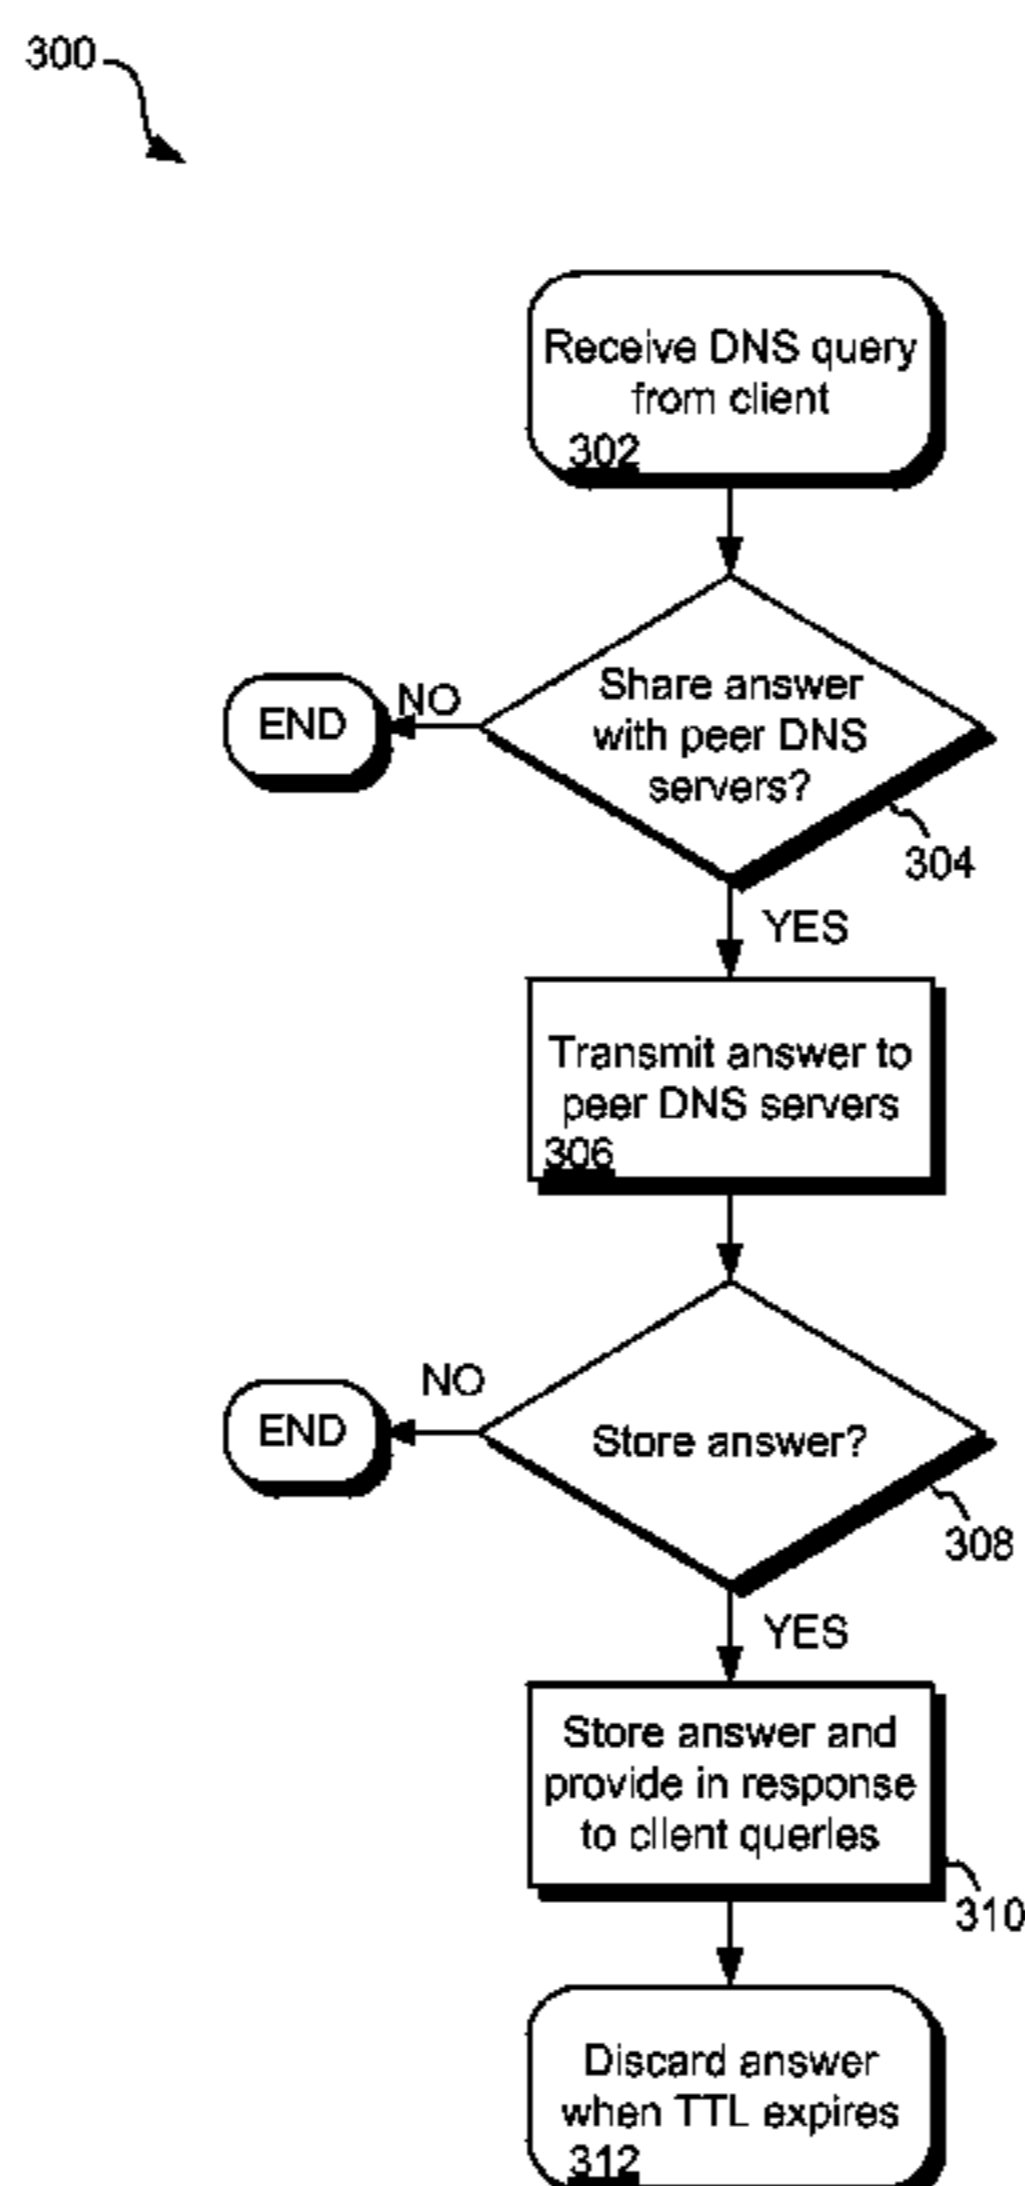 300
Receive DNS query
from client
302
Share answer
with peer DNS
servers?
304
NO
END
YES
Transmit answer to
peer DNS servers
306
Store answer?
308
NO
END
YES
Store answer and
provide in response
to client queries
310
Discard answer
when TTL expires
312